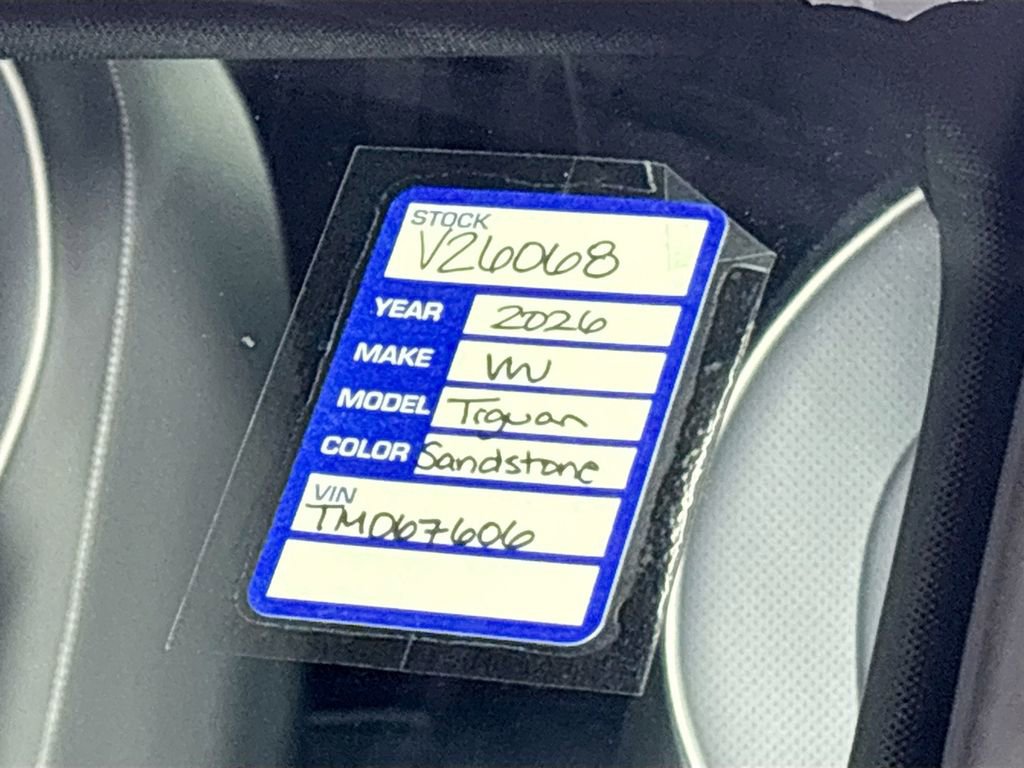 STOCK
V26068
YEAR 2026
MAKE VW
MODEL Tiguan
COLOR Sandstone
VIN
TM067606